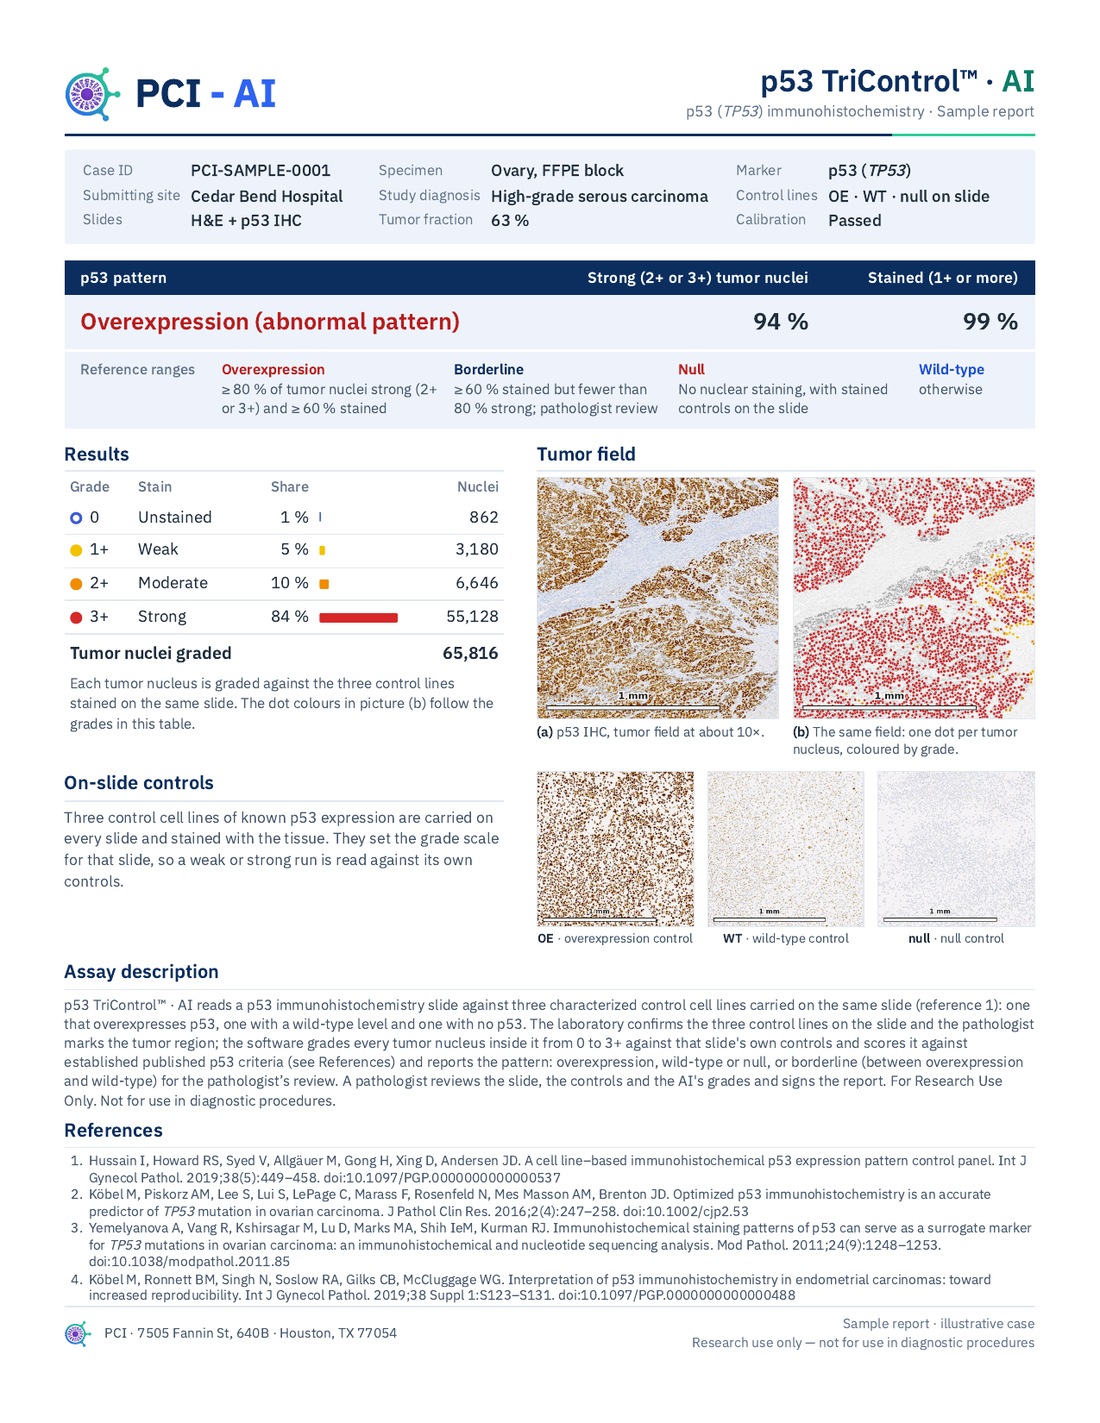 PCI - AI
p53 TriControl™ · AI
p53 (TP53) immunohistochemistry · Sample report
Case ID PCI-SAMPLE-0001 Specimen Ovary, FFPE block Marker p53 (TP53)
Submitting site Cedar Bend Hospital Study diagnosis High-grade serous carcinoma Control lines OE · WT · null on slide
Slides H&E + p53 IHC Tumor fraction 63 % Calibration Passed
p53 pattern Strong (2+ or 3+) tumor nuclei Stained (1+ or more)
Overexpression (abnormal pattern) 94 % 99 %
Reference ranges Overexpression Borderline Null Wild-type
≥ 80 % of tumor nuclei strong (2+ ≥ 60 % stained but fewer than No nuclear staining, with stained otherwise
or 3+) and ≥ 60 % stained 80 % strong; pathologist review controls on the slide
Results
Grade Stain Share Nuclei
0 Unstained 1 % 862
1+ Weak 5 % 3,180
2+ Moderate 10 % 6,646
3+ Strong 84 % 55,128
Tumor nuclei graded 65,816
Each tumor nucleus is graded against the three control lines
stained on the same slide. The dot colours in picture (b) follow the
grades in this table.
Tumor field
1 mm
1 mm
(a) p53 IHC, tumor field at about 10×.
(b) The same field: one dot per tumor
nucleus, coloured by grade.
On-slide controls
Three control cell lines of known p53 expression are carried on
every slide and stained with the tissue. They set the grade scale
for that slide, so a weak or strong run is read against its own
controls.
1 mm
1 mm
1 mm
OE · overexpression control WT · wild-type control null · null control
Assay description
p53 TriControl™ · AI reads a p53 immunohistochemistry slide against three characterized control cell lines carried on the same slide (reference 1): one
that overexpresses p53, one with a wild-type level and one with no p53. The laboratory confirms the three control lines on the slide and the pathologist
marks the tumor region; the software grades every tumor nucleus inside it from 0 to 3+ against that slide's own controls and scores it against
established published p53 criteria (see References) and reports the pattern: overexpression, wild-type or null, or borderline (between overexpression
and wild-type) for the pathologist’s review. A pathologist reviews the slide, the controls and the AI's grades and signs the report. For Research Use
Only. Not for use in diagnostic procedures.
References
1. Hussain I, Howard RS, Syed V, Allgäuer M, Gong H, Xing D, Andersen JD. A cell line–based immunohistochemical p53 expression pattern control panel. Int J
Gynecol Pathol. 2019;38(5):449–458. doi:10.1097/PGP.0000000000000537
2. Köbel M, Piskorz AM, Lee S, Lui S, LePage C, Marass F, Rosenfeld N, Mes Masson AM, Brenton JD. Optimized p53 immunohistochemistry is an accurate
predictor of TP53 mutation in ovarian carcinoma. J Pathol Clin Res. 2016;2(4):247–258. doi:10.1002/cjp2.53
3. Yemelyanova A, Vang R, Kshirsagar M, Lu D, Marks MA, Shih IeM, Kurman RJ. Immunohistochemical staining patterns of p53 can serve as a surrogate marker
for TP53 mutations in ovarian carcinoma: an immunohistochemical and nucleotide sequencing analysis. Mod Pathol. 2011;24(9):1248–1253.
doi:10.1038/modpathol.2011.85
4. Köbel M, Ronnett BM, Singh N, Soslow RA, Gilks CB, McCluggage WG. Interpretation of p53 immunohistochemistry in endometrial carcinomas: toward
increased reproducibility. Int J Gynecol Pathol. 2019;38 Suppl 1:S123–S131. doi:10.1097/PGP.0000000000000488
PCI · 7505 Fannin St, 640B · Houston, TX 77054
Sample report · illustrative case
Research use only — not for use in diagnostic procedures